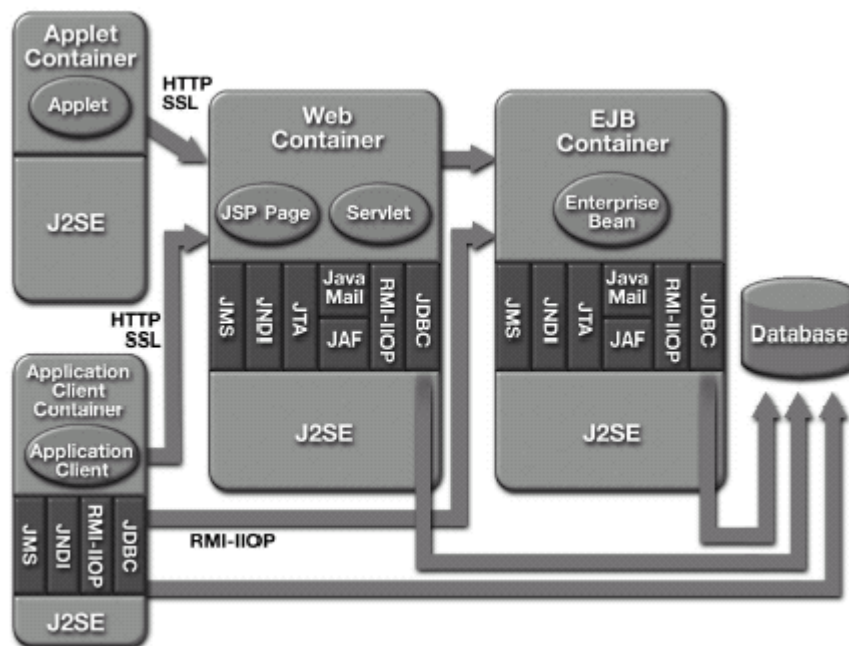 Applet
Container
Applet
J2SE
HTTP
SSL
Web
Container
JSP Page
Servlet
JMS
JNDI
JTA
Java
Mail
JAF
RMI-IIOP
JDBC
J2SE
EJB
Container
Enterprise
Bean
JMS
JNDI
JTA
Java
Mail
JAF
RMI-IIOP
JDBC
J2SE
Database
HTTP
SSL
Application
Client
Container
Application
Client
JMS
JNDI
RMI-IIOP
JDBC
J2SE
RMI-IIOP